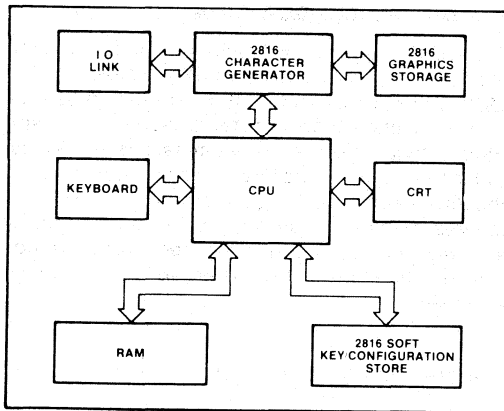 I O
LINK
2816
CHARACTER
GENERATOR
2816
GRAPHICS
STORAGE
KEYBOARD
CPU
CRT
RAM
2816 SOFT
KEY/CONFIGURATION
STORE